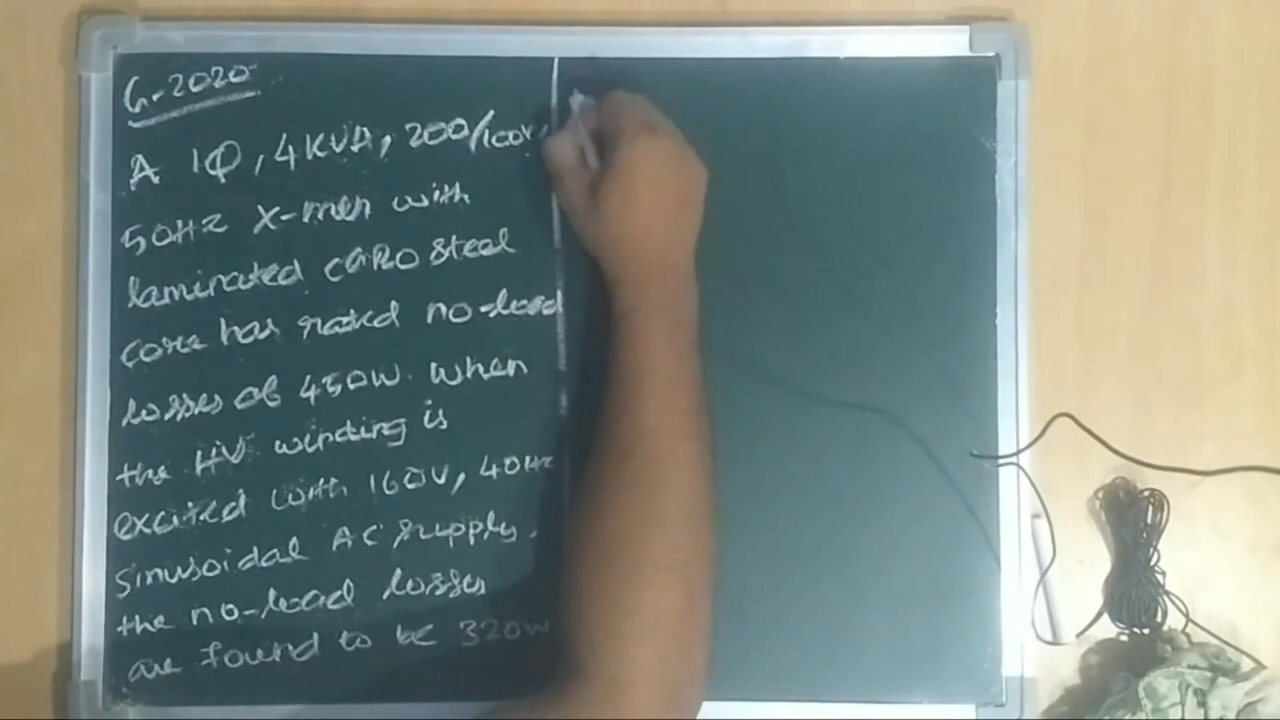 G-2020
A 1Φ, 4KVA, 200/100V,
50Hz X-mer with
laminated CGRO steel
core has rated no-load
losses of 450W. When
the HV winding is
excited with 160V, 40Hz
sinusoidal AC supply.
the no-load losses
are found to be 320W